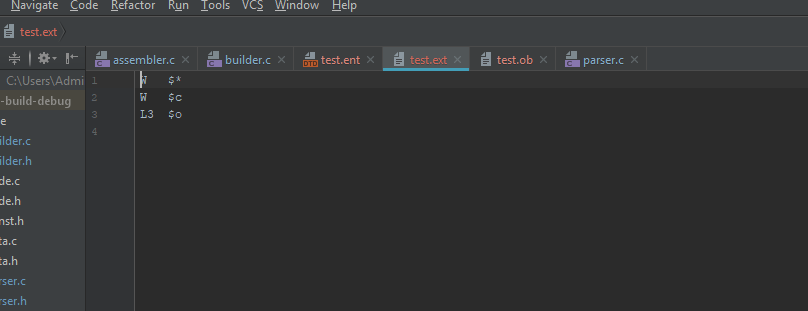 Navigate Code Refactor Run Tools VCS Window Help
test.ext
assembler.c builder.c test.ent test.ext test.ob parser.c
C:\Users\Admi
1 W $*
-build-debug
2 W $c
e
3 L3 $o
ilder.c
4
ilder.h
de.c
de.h
nst.h
ta.c
ta.h
rser.c
rser.h